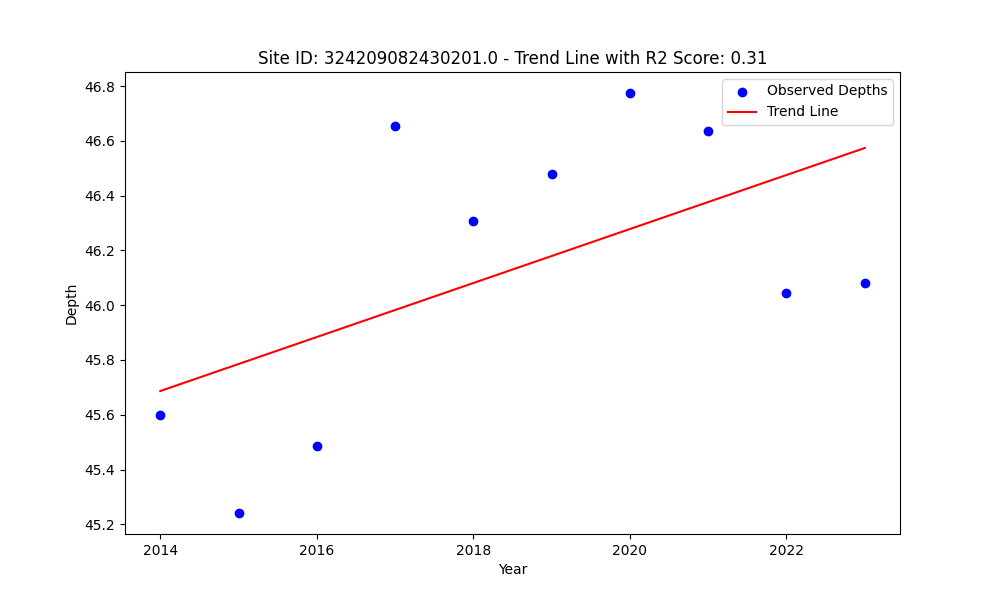 Site ID: 324209082430201.0 - Trend Line with R2 Score: 0.31
Observed Depths
Trend Line
46.8
46.6
46.4
46.2
46.0
45.8
45.6
45.4
45.2
Depth
2014
2016
2018
2020
2022
Year